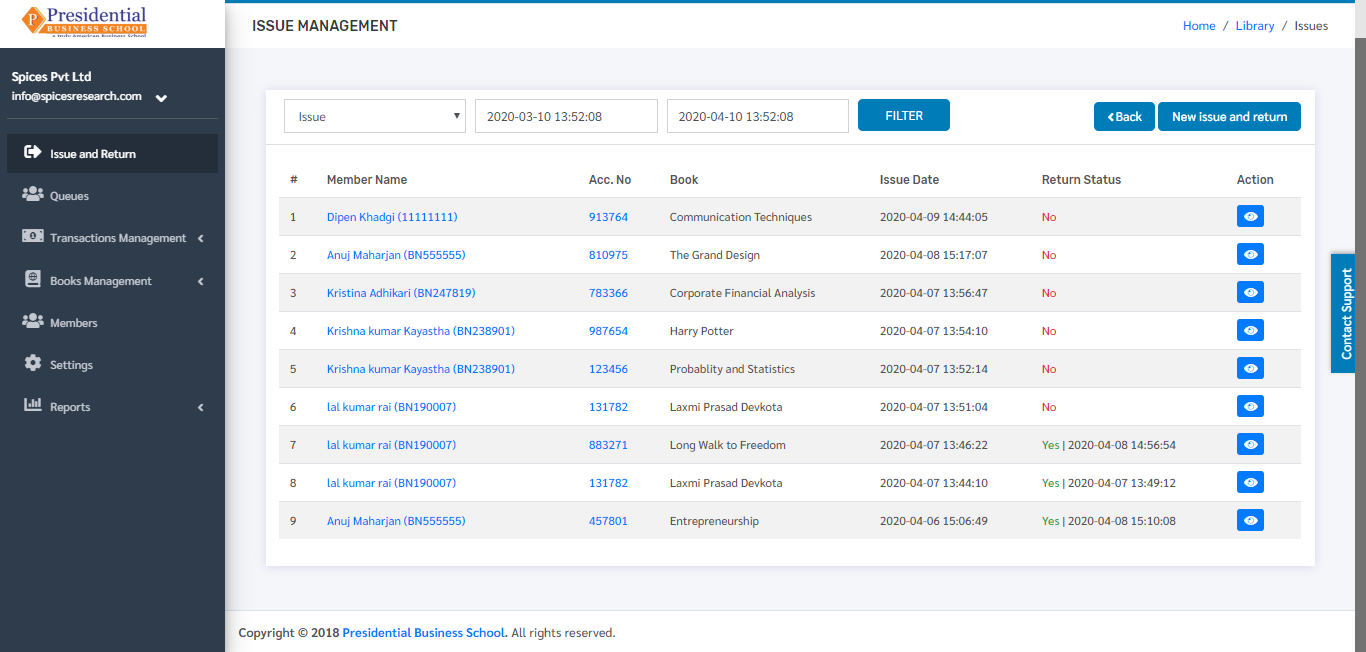 P Presidential
BUSINESS SCHOOL
a truly American Business School
ISSUE MANAGEMENT
Home / Library / Issues
Spices Pvt Ltd
info@spicesresearch.com
Issue and Return
Queues
Transactions Management
Books Management
Members
Settings
Reports
Issue 2020-03-10 13:52:08 2020-04-10 13:52:08 FILTER Back New issue and return
# Member Name Acc. No Book Issue Date Return Status Action
1 Dipen Khadgi (11111111) 913764 Communication Techniques 2020-04-09 14:44:05 No
2 Anuj Maharjan (BN555555) 810975 The Grand Design 2020-04-08 15:17:07 No
3 Kristina Adhikari (BN247819) 783366 Corporate Financial Analysis 2020-04-07 13:56:47 No
4 Krishna kumar Kayastha (BN238901) 987654 Harry Potter 2020-04-07 13:54:10 No
5 Krishna kumar Kayastha (BN238901) 123456 Probablity and Statistics 2020-04-07 13:52:14 No
6 lal kumar rai (BN190007) 131782 Laxmi Prasad Devkota 2020-04-07 13:51:04 No
7 lal kumar rai (BN190007) 883271 Long Walk to Freedom 2020-04-07 13:46:22 Yes | 2020-04-08 14:56:54
8 lal kumar rai (BN190007) 131782 Laxmi Prasad Devkota 2020-04-07 13:44:10 Yes | 2020-04-07 13:49:12
9 Anuj Maharjan (BN555555) 457801 Entrepreneurship 2020-04-06 15:06:49 Yes | 2020-04-08 15:10:08
Contact Support
Copyright © 2018 Presidential Business School. All rights reserved.